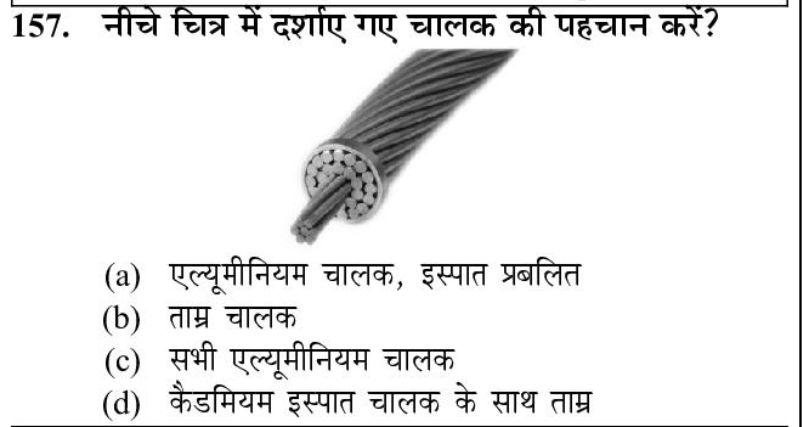 157. नीचे चित्र में दर्शाए गए चालक की पहचान करें?
(a) एल्यूमीनियम चालक, इस्पात प्रबलित
(b) ताम्र चालक
(c) सभी एल्यूमीनियम चालक
(d) कैडमियम इस्पात चालक के साथ ताम्र